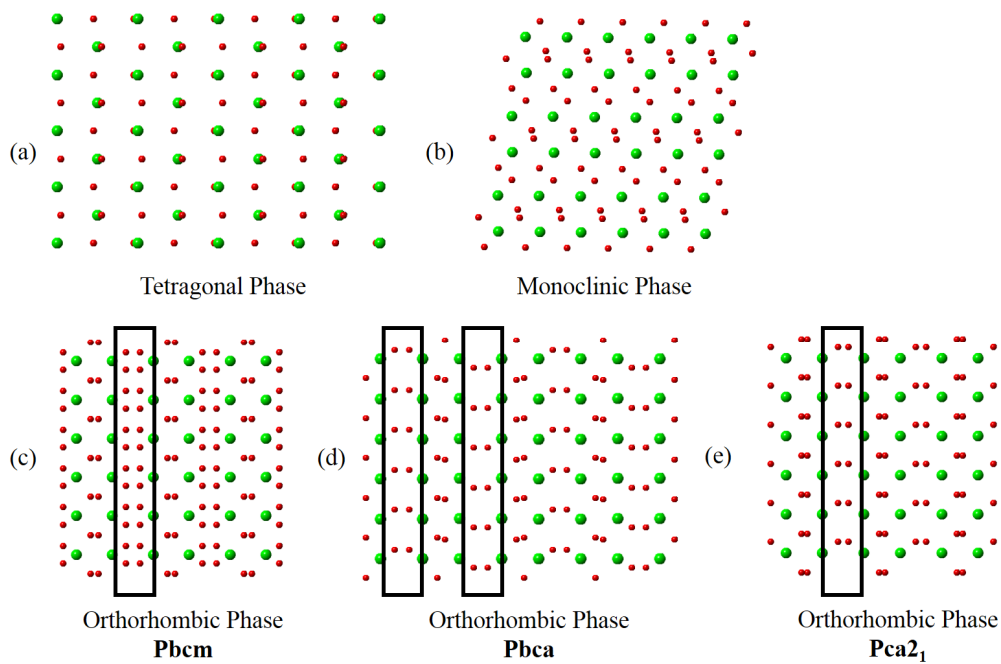 (a)
(b)
Tetragonal Phase
Monoclinic Phase
(c)
(d)
(e)
Orthorhombic Phase
Pbcm
Orthorhombic Phase
Pbca
Orthorhombic Phase
Pca2₁